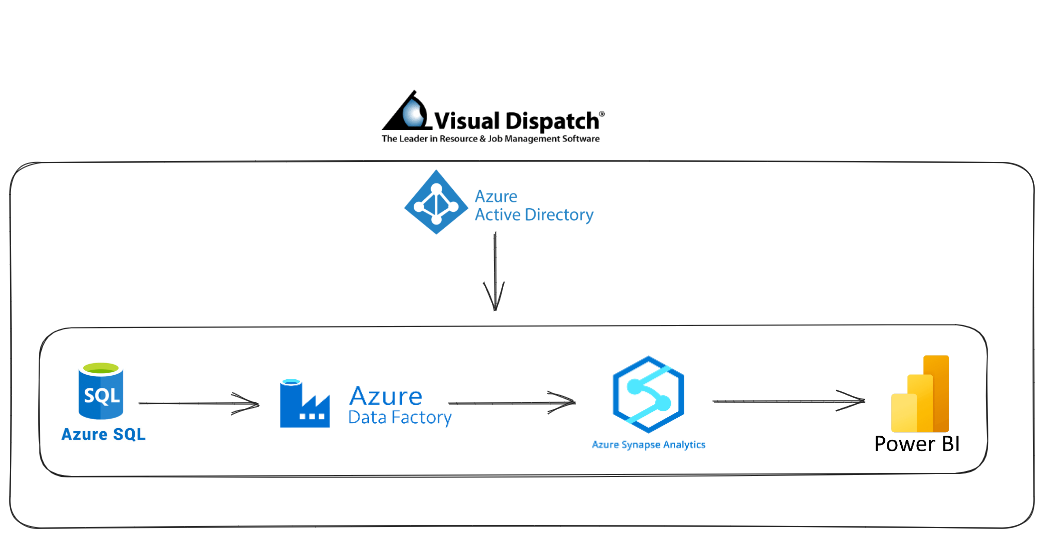 Visual Dispatch®
The Leader in Resource & Job Management Software
Azure
Active Directory
SQL
Azure SQL
Azure
Data Factory
Azure Synapse Analytics
Power BI